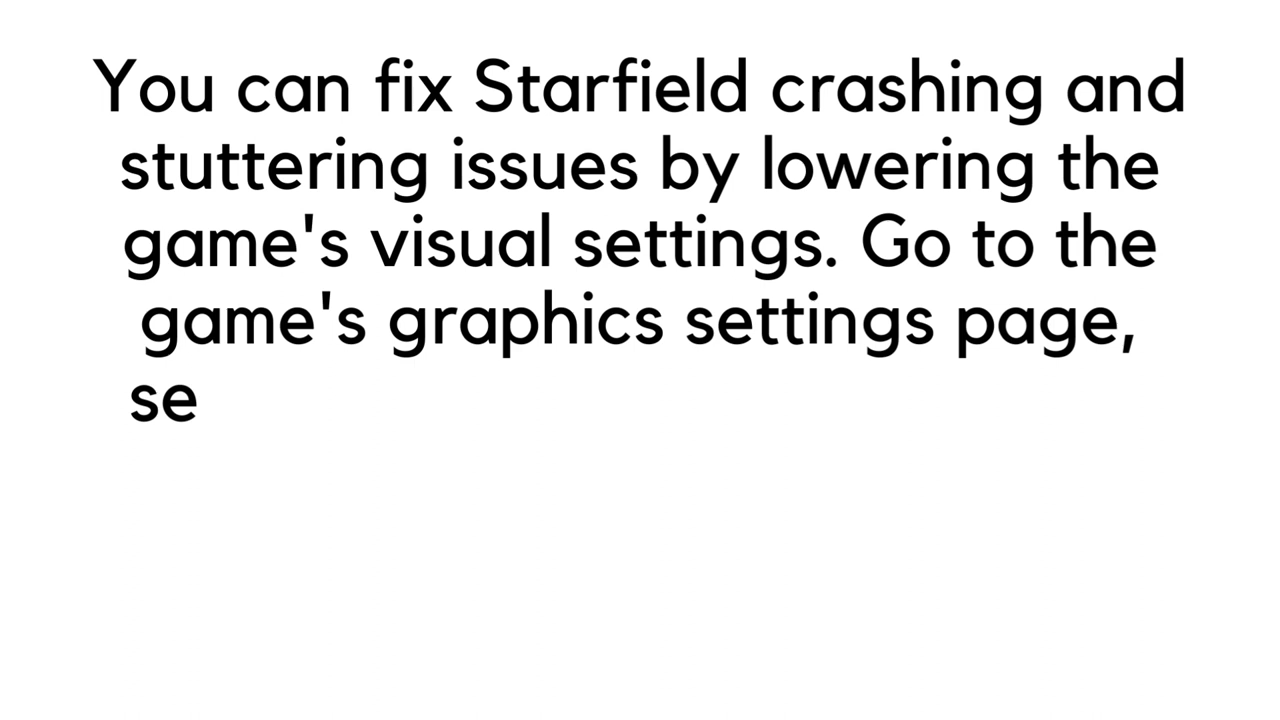 You can fix Starfield crashing and
stuttering issues by lowering the
game's visual settings. Go to the
game's graphics settings page,
se